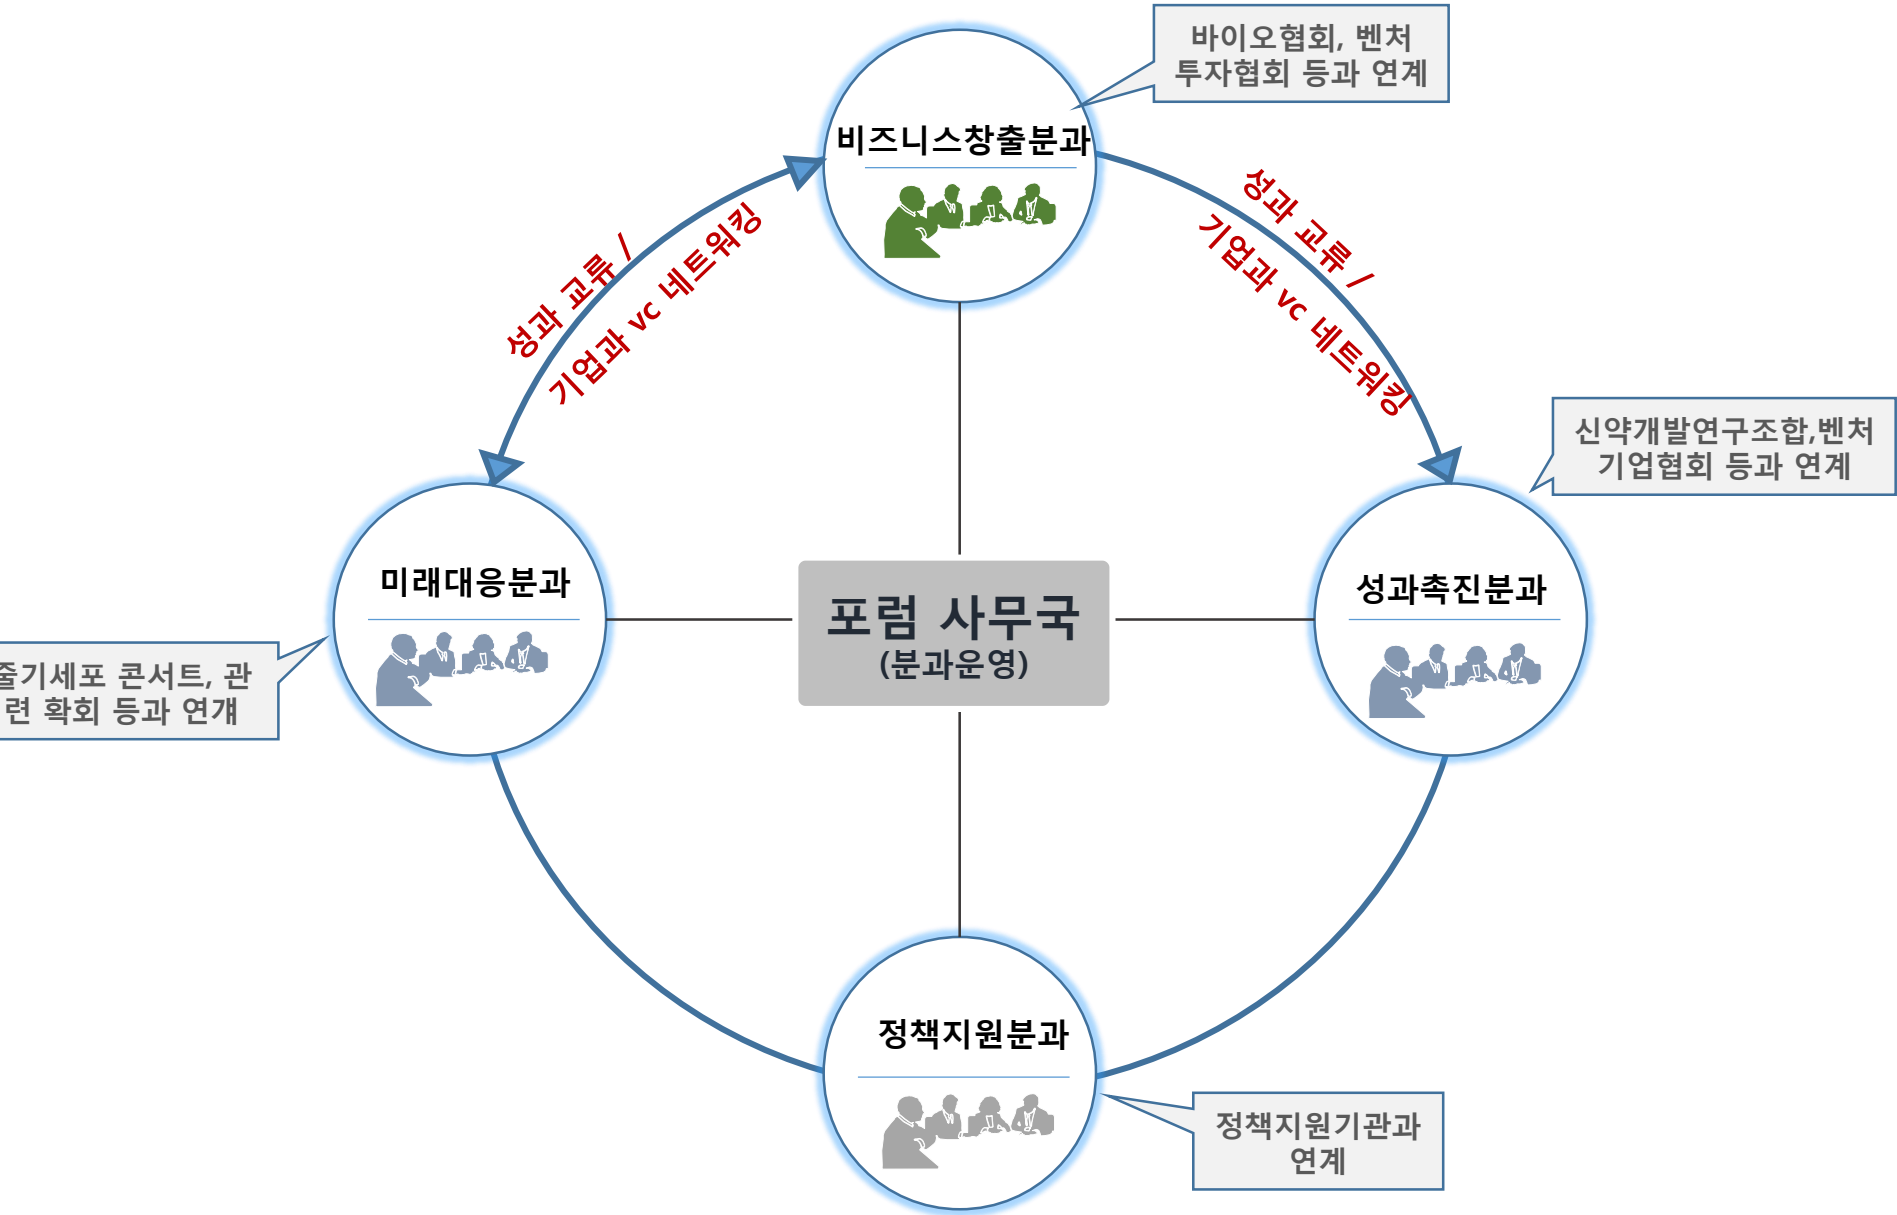 바이오협회, 벤처
투자협회 등과 연계
비즈니스창출분과
성과 교류 /
기업과 vc 네트워킹
성과 교류 /
기업과 vc 네트워킹
신약개발연구조합,벤처
기업협회 등과 연계
미래대응분과
성과촉진분과
포럼 사무국
(분과운영)
줄기세포 콘서트, 관
련 확회 등과 연걔
정책지원분과
정책지원기관과
연계